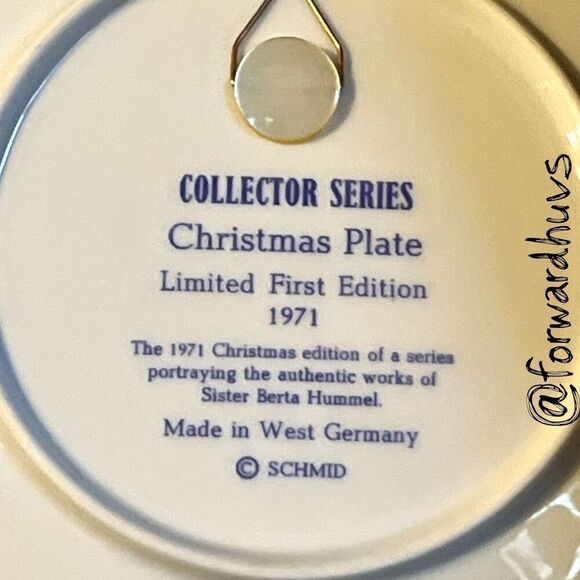 COLLECTOR SERIES
Christmas Plate
Limited First Edition
1971
The 1971 Christmas edition of a series
portraying the authentic works of
Sister Berta Hummel.
Made in West Germany
© SCHMID
@forwardhuvs